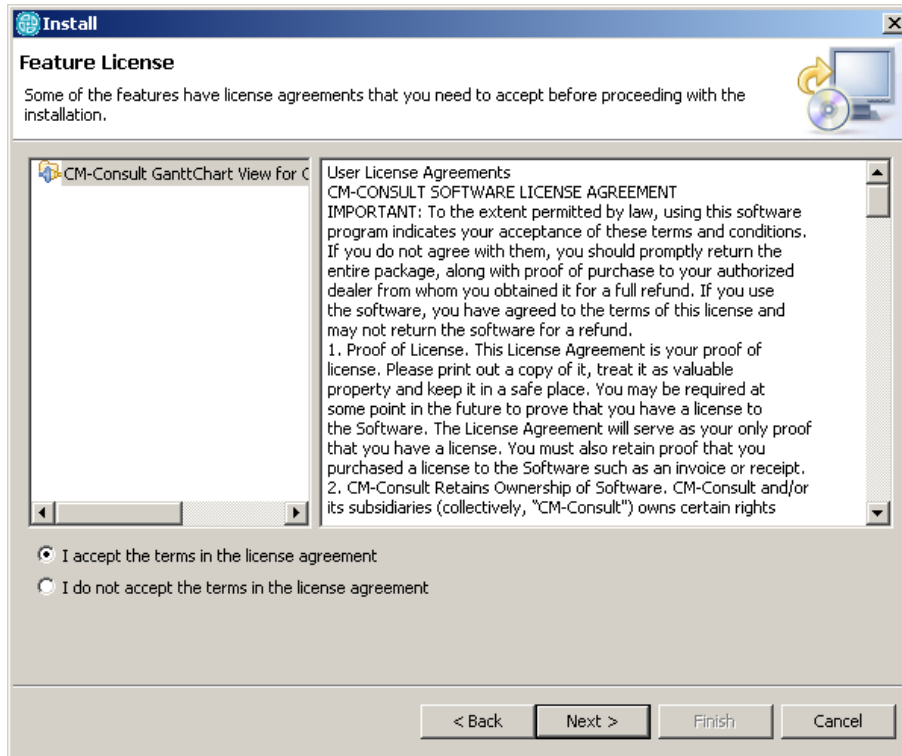 Install
Feature License
Some of the features have license agreements that you need to accept before proceeding with the
installation.
CM-Consult GanttChart View for C
User License Agreements
CM-CONSULT SOFTWARE LICENSE AGREEMENT
IMPORTANT: To the extent permitted by law, using this software
program indicates your acceptance of these terms and conditions.
If you do not agree with them, you should promptly return the
entire package, along with proof of purchase to your authorized
dealer from whom you obtained it for a full refund. If you use
the software, you have agreed to the terms of this license and
may not return the software for a refund.
1. Proof of License. This License Agreement is your proof of
license. Please print out a copy of it, treat it as valuable
property and keep it in a safe place. You may be required at
some point in the future to prove that you have a license to
the Software. The License Agreement will serve as your only proof
that you have a license. You must also retain proof that you
purchased a license to the Software such as an invoice or receipt.
2. CM-Consult Retains Ownership of Software. CM-Consult and/or
its subsidiaries (collectively, "CM-Consult") owns certain rights
I accept the terms in the license agreement
I do not accept the terms in the license agreement
< Back
Next >
Finish
Cancel